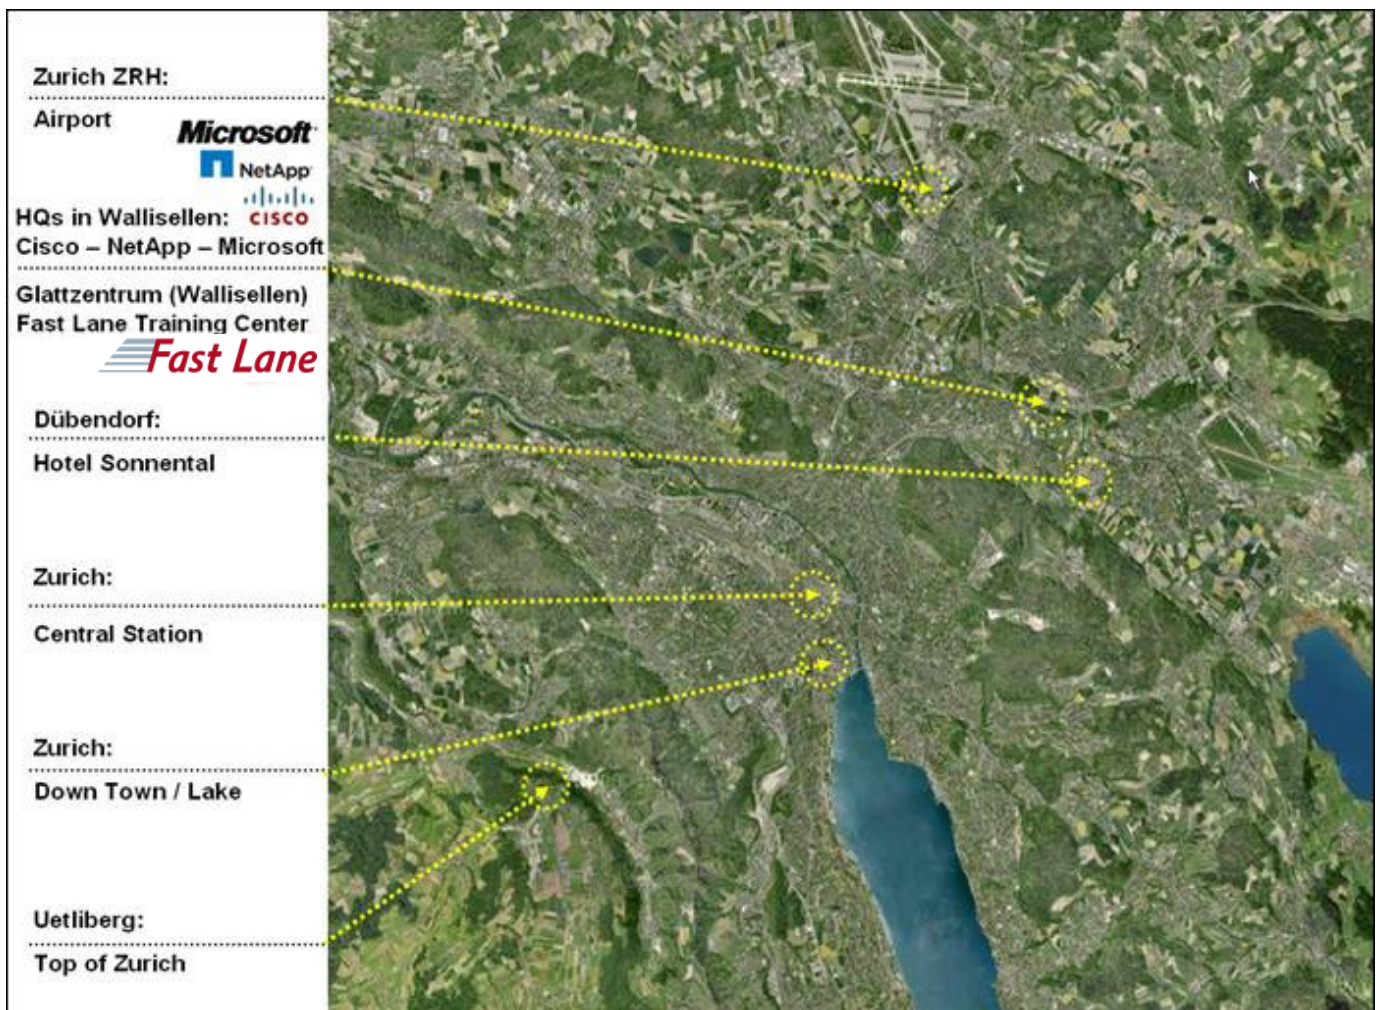 Zurich ZRH:
Airport
Microsoft
NetApp
CISCO
HQs in Wallisellen:
Cisco – NetApp – Microsoft
Glattzentrum (Wallisellen)
Fast Lane Training Center
Fast Lane
Dübendorf:
Hotel Sonnental
Zurich:
Central Station
Zurich:
Down Town / Lake
Uetliberg:
Top of Zurich